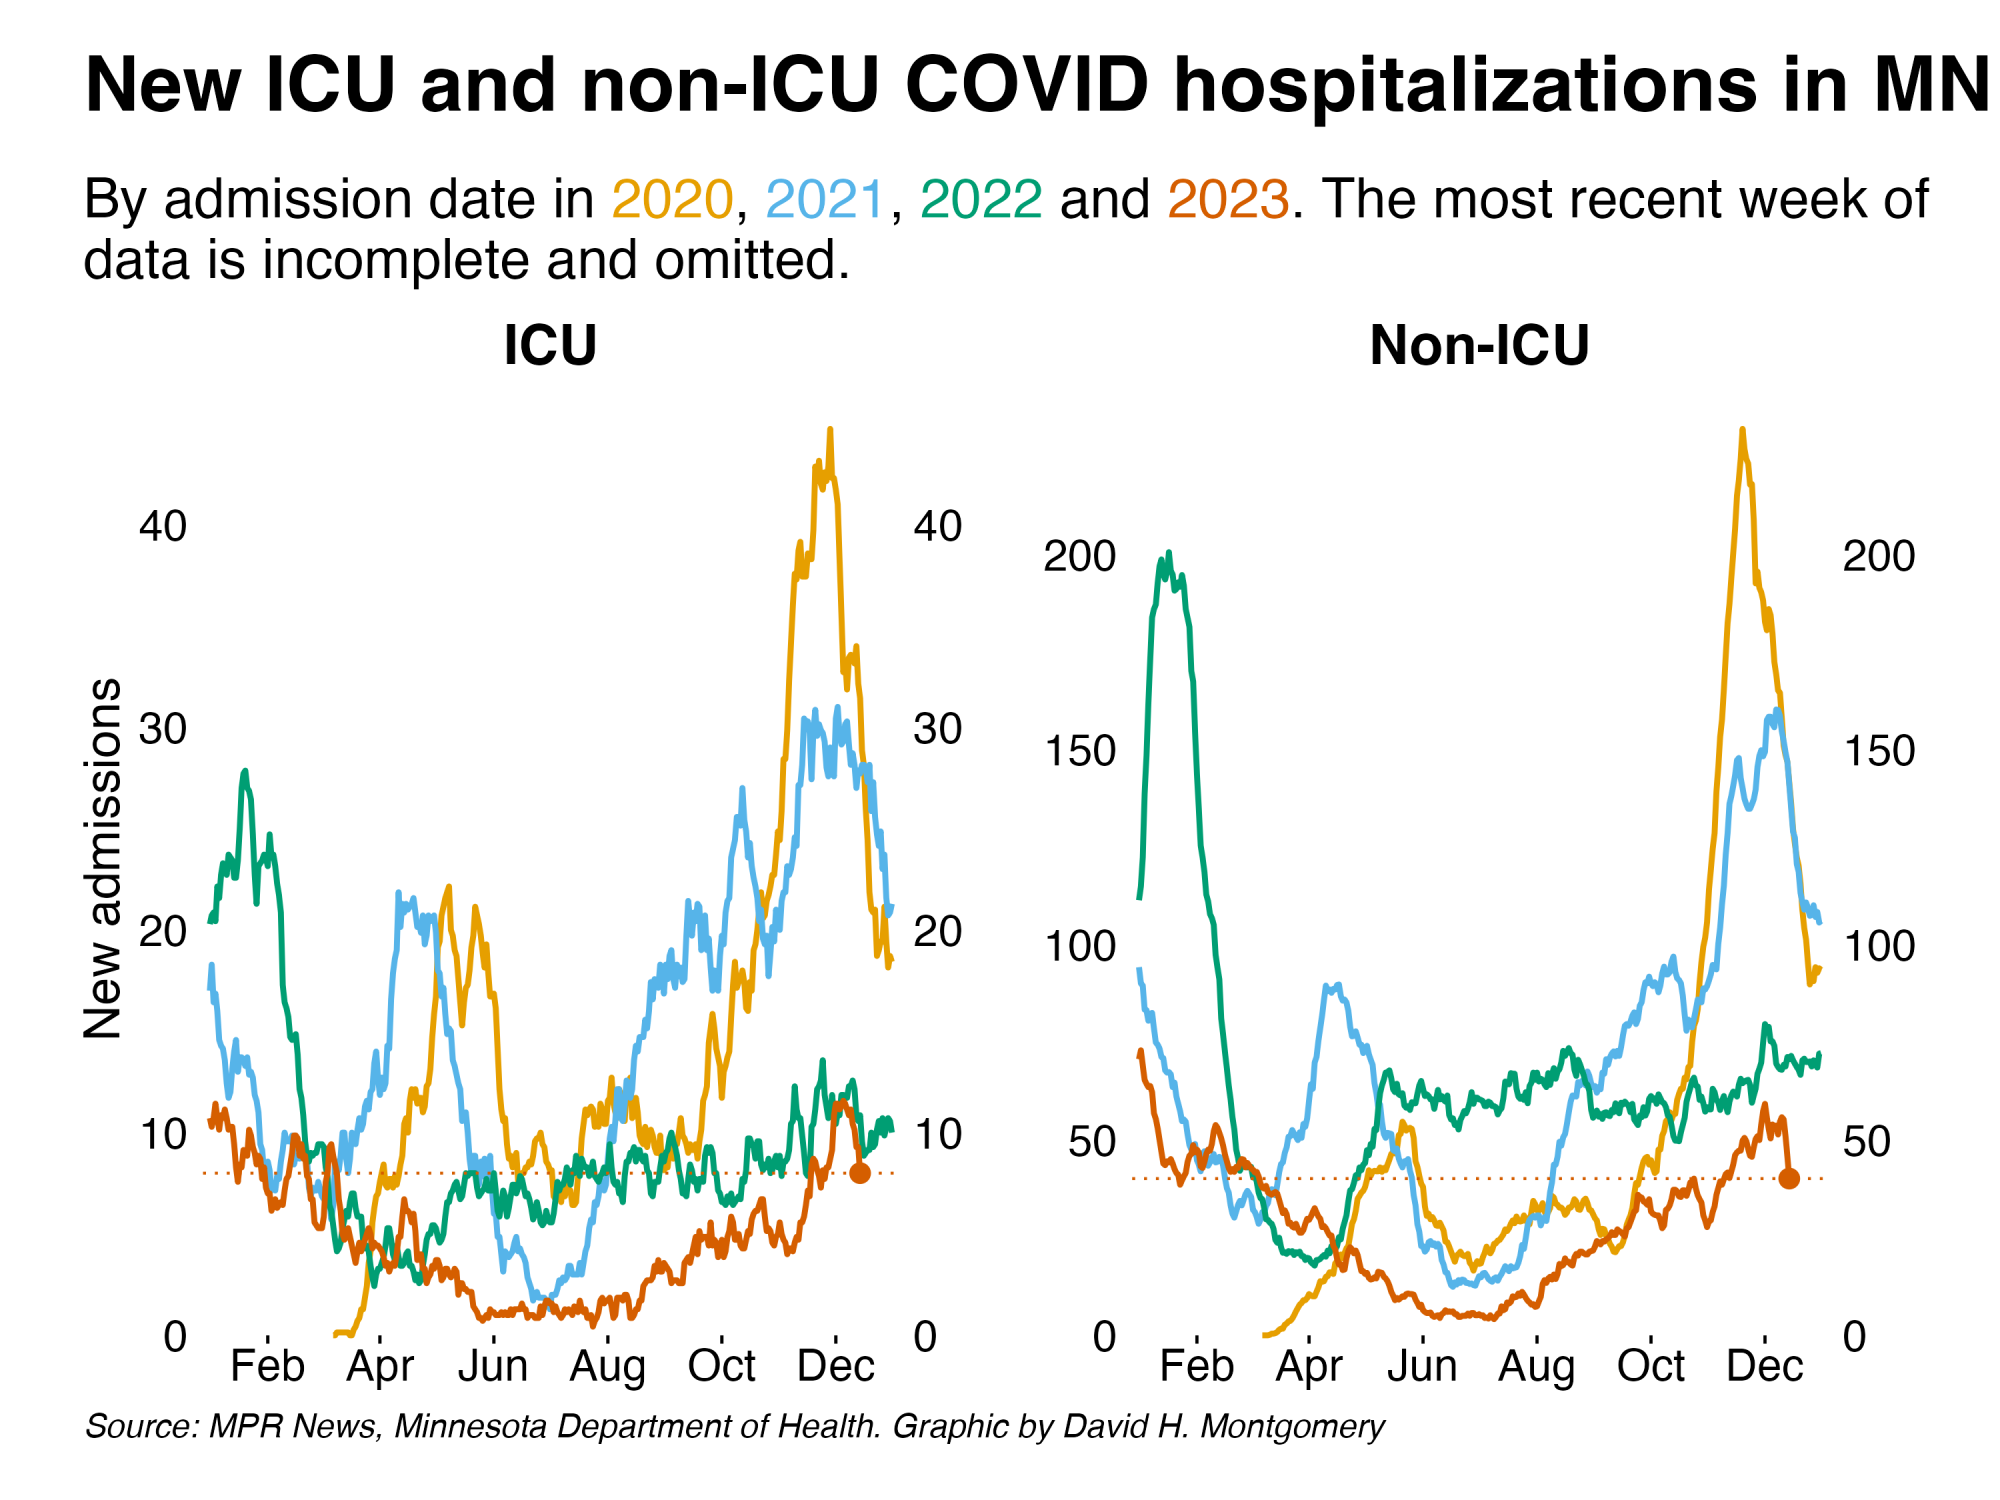 New ICU and non-ICU COVID hospitalizations in MN
By admission date in 2020, 2021, 2022 and 2023. The most recent week of
data is incomplete and omitted.
ICU
Non-ICU
New admissions
40
30
20
10
0
40
30
20
10
0
Feb Apr Jun Aug Oct Dec
200
150
100
50
0
200
150
100
50
0
Feb Apr Jun Aug Oct Dec
Source: MPR News, Minnesota Department of Health. Graphic by David H. Montgomery